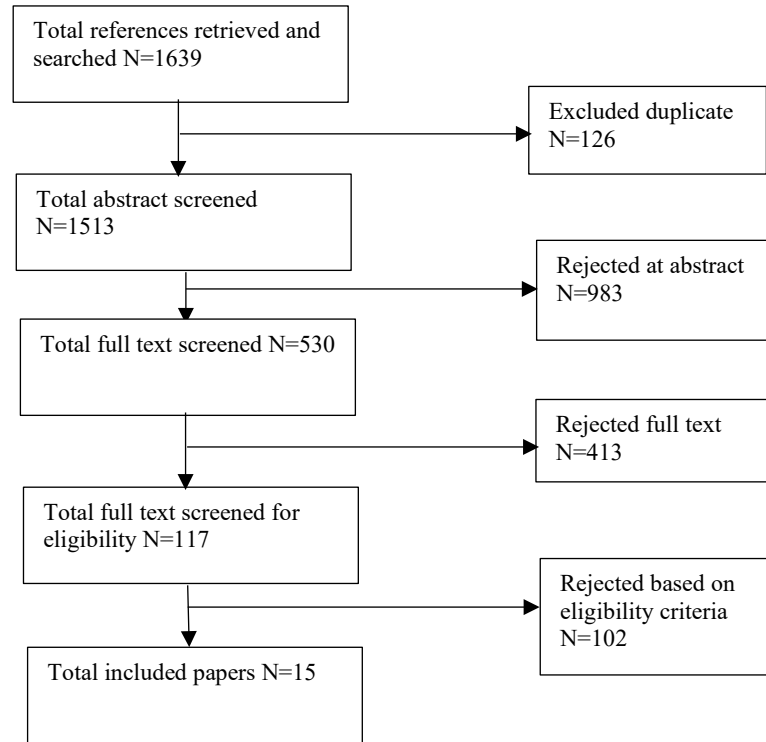 Total references retrieved and
searched N=1639
Excluded duplicate
N=126
Total abstract screened
N=1513
Rejected at abstract
N=983
Total full text screened N=530
Rejected full text
N=413
Total full text screened for
eligibility N=117
Rejected based on
eligibility criteria
N=102
Total included papers N=15